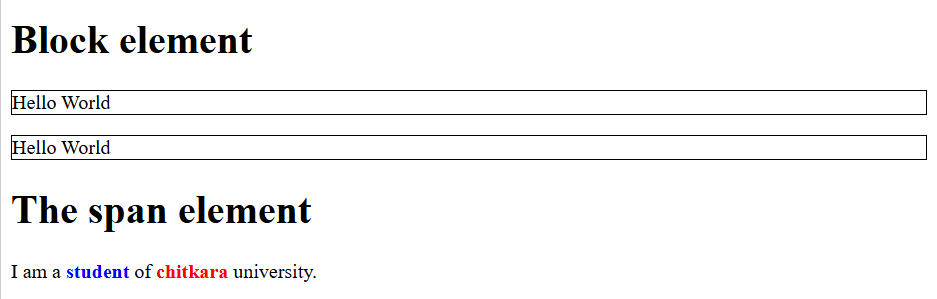 Block element
Hello World
Hello World
The span element
I am a student of chitkara university.